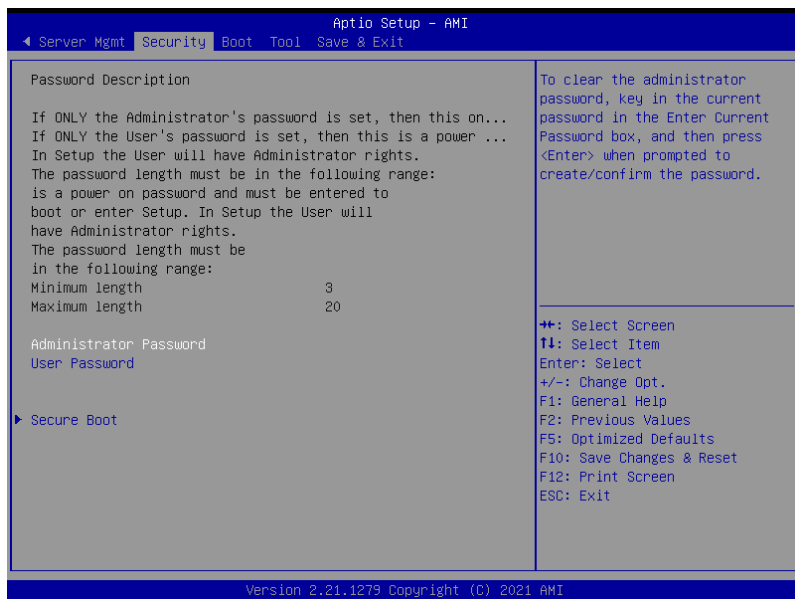 Aptio Setup – AMI
Server Mgmt Security Boot Tool Save & Exit
Password Description
If ONLY the Administrator's password is set, then this on...
If ONLY the User's password is set, then this is a power ...
In Setup the User will have Administrator rights.
The password length must be in the following range:
is a power on password and must be entered to
boot or enter Setup. In Setup the User will
have Administrator rights.
The password length must be
in the following range:
Minimum length 3
Maximum length 20
Administrator Password
User Password
Secure Boot
To clear the administrator
password, key in the current
password in the Enter Current
Password box, and then press
<Enter> when prompted to
create/confirm the password.
→←: Select Screen
↑↓: Select Item
Enter: Select
+/-: Change Opt.
F1: General Help
F2: Previous Values
F5: Optimized Defaults
F10: Save Changes & Reset
F12: Print Screen
ESC: Exit
Version 2.21.1279 Copyright (C) 2021 AMI